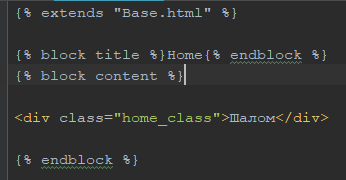 {% extends "Base.html" %}
{% block title %}Home{% endblock %}
{% block content %}
<div class="home_class">Шалом</div>
{% endblock %}